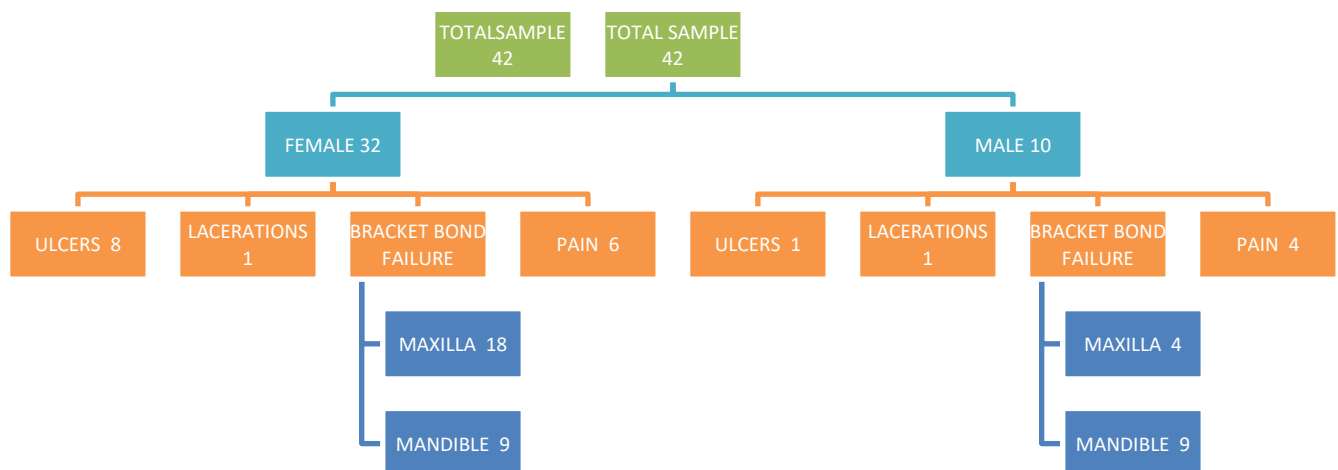 TOTALSAMPLE
42
TOTAL SAMPLE
42
FEMALE 32
MALE 10
ULCERS 8
LACERATIONS
1
BRACKET BOND
FAILURE
PAIN 6
ULCERS 1
LACERATIONS
1
BRACKET BOND
FAILURE
PAIN 4
MAXILLA 18
MAXILLA 4
MANDIBLE 9
MANDIBLE 9